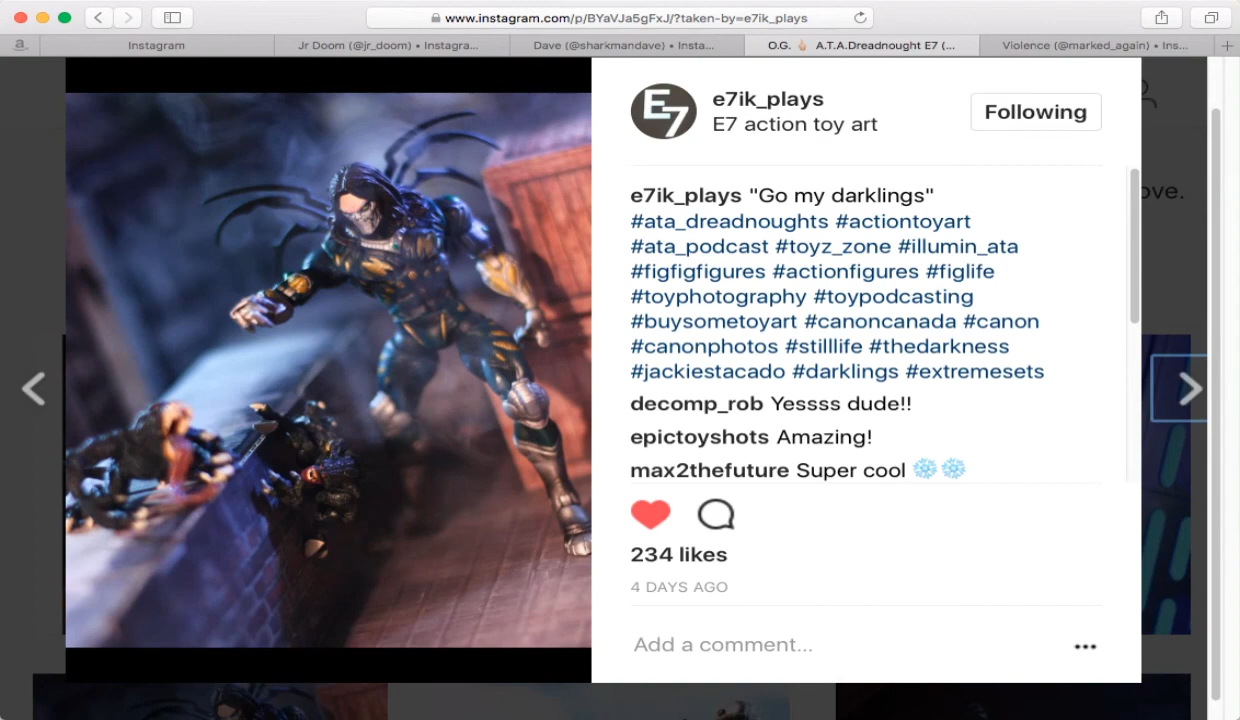 www.instagram.com/p/BYaVJa5gFxJ/?taken-by=e7ik_plays
a
Instagram
Jr Doom (@jr_doom) • Instagra...
Dave (@sharkmandave) • Insta...
O.G. 👆 A.T.A.Dreadnought E7 (...
Violence (@marked_again) • Ins...
E7
e7ik_plays
E7 action toy art
Following
e7ik_plays "Go my darklings"
#ata_dreadnoughts #actiontoyart
#ata_podcast #toyz_zone #illumin_ata
#figfigfigures #actionfigures #figlife
#toyphotography #toypodcasting
#buysometoyart #canoncanada #canon
#canonphotos #stilllife #thedarkness
#jackiestacado #darklings #extremesets
decomp_rob Yessss dude!!
epictoyshots Amazing!
max2thefuture Super cool ❄️❄️
234 likes
4 DAYS AGO
Add a comment...
ove.